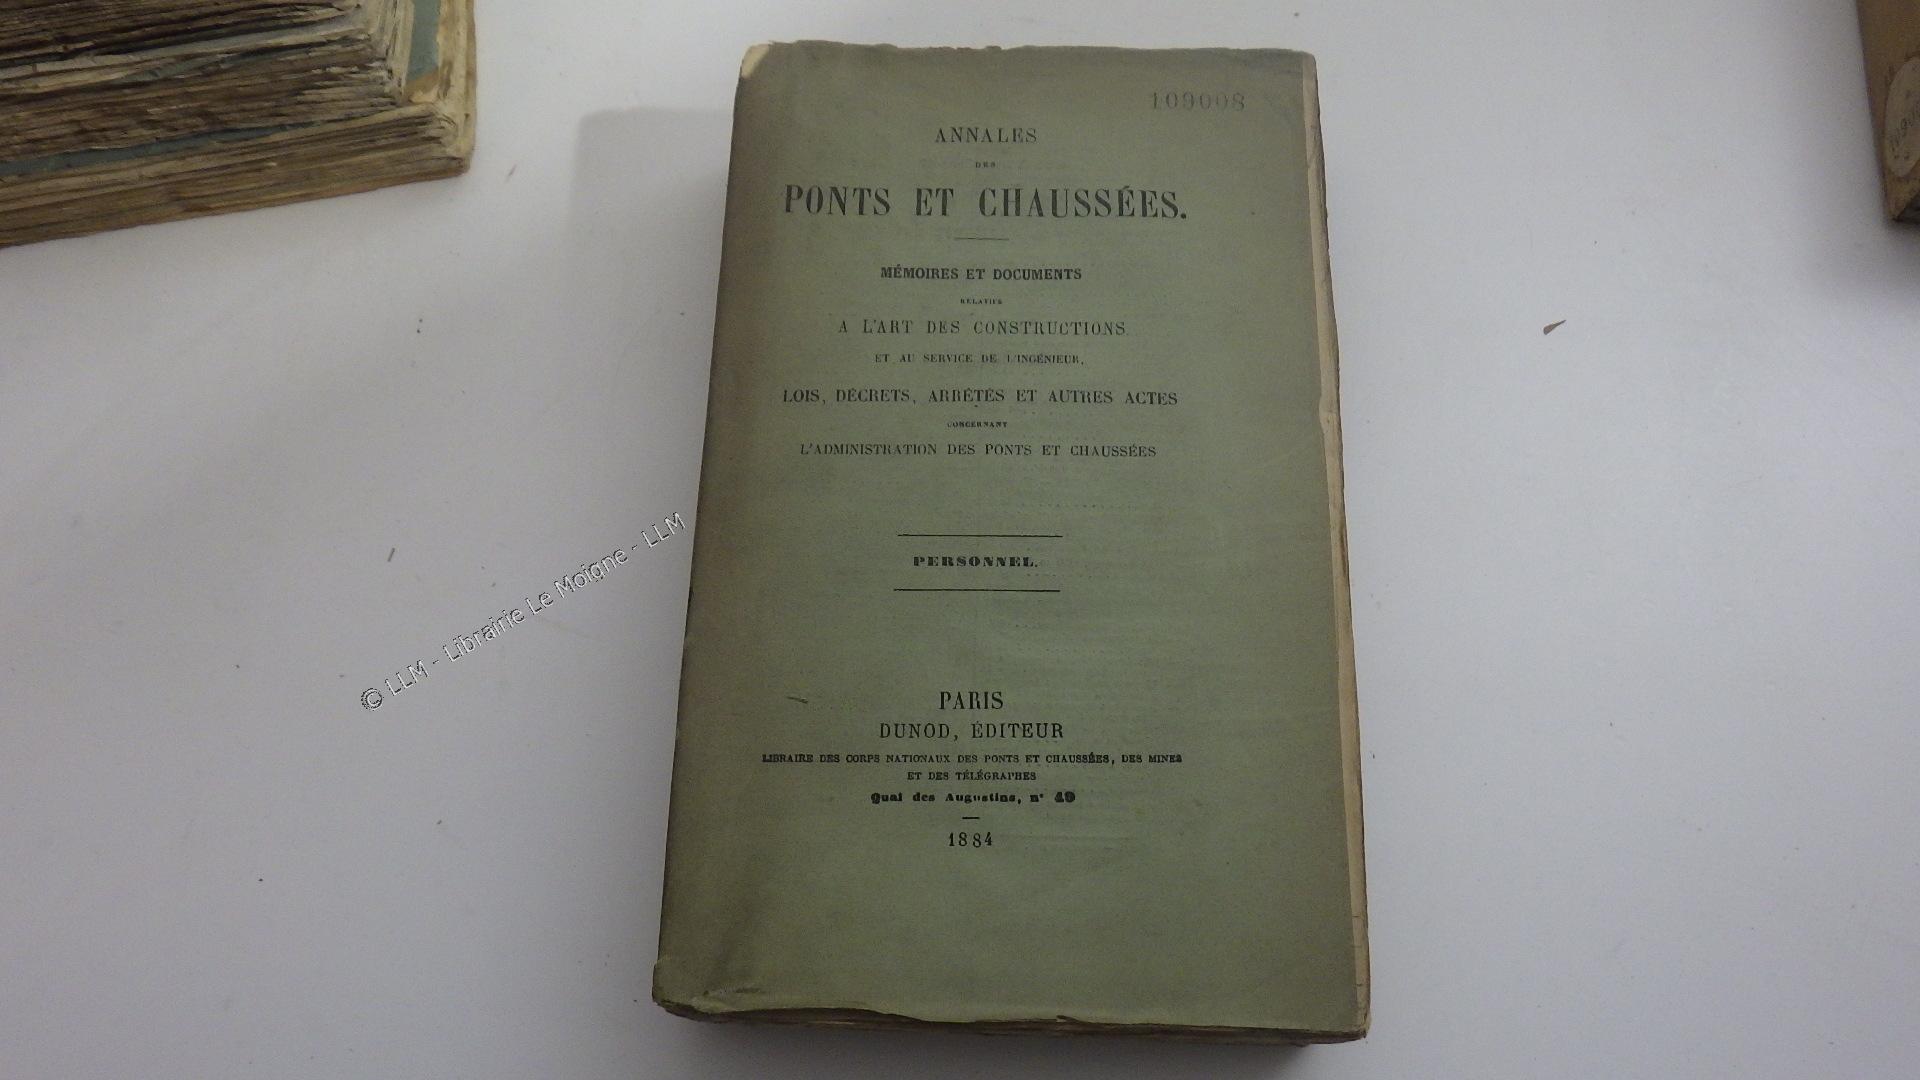 109008
ANNALES
DES
PONTS ET CHAUSSÉES.
MÉMOIRES ET DOCUMENTS
RELATIFS
A L'ART DES CONSTRUCTIONS
ET AU SERVICE DE L'INGÉNIEUR,
LOIS, DÉCRETS, ARRÊTÉS ET AUTRES ACTES
CONCERNANT
L'ADMINISTRATION DES PONTS ET CHAUSSÉES
PERSONNEL.
PARIS
DUNOD, ÉDITEUR
LIBRAIRE DES CORPS NATIONAUX DES PONTS ET CHAUSSÉES, DES MINES
ET DES TÉLÉGRAPHES
Quai des Augustins, n° 49
1884
© LLM - Librairie Le Moigne - LLM